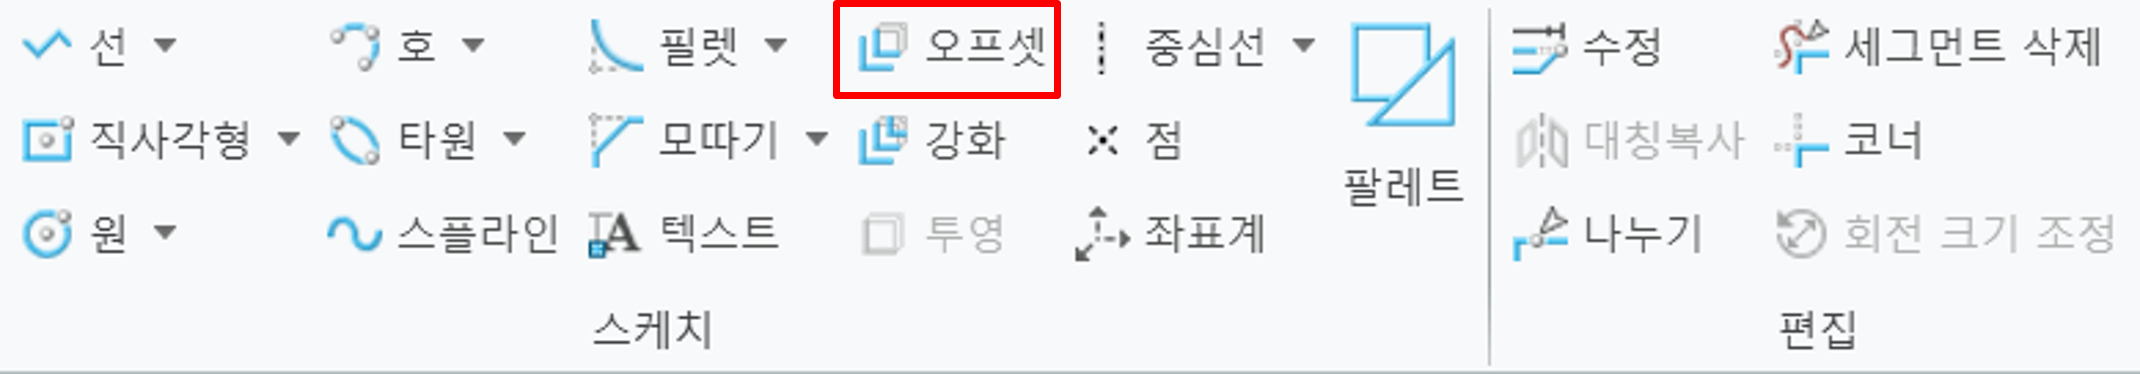 선 호 필렛 오프셋 중심선
직사각형 타원 모따기 강화 점
팔레트
원 스플라인 텍스트 투영 좌표계
스케치
수정 세그먼트 삭제
대칭복사 코너
나누기 회전 크기 조정
편집